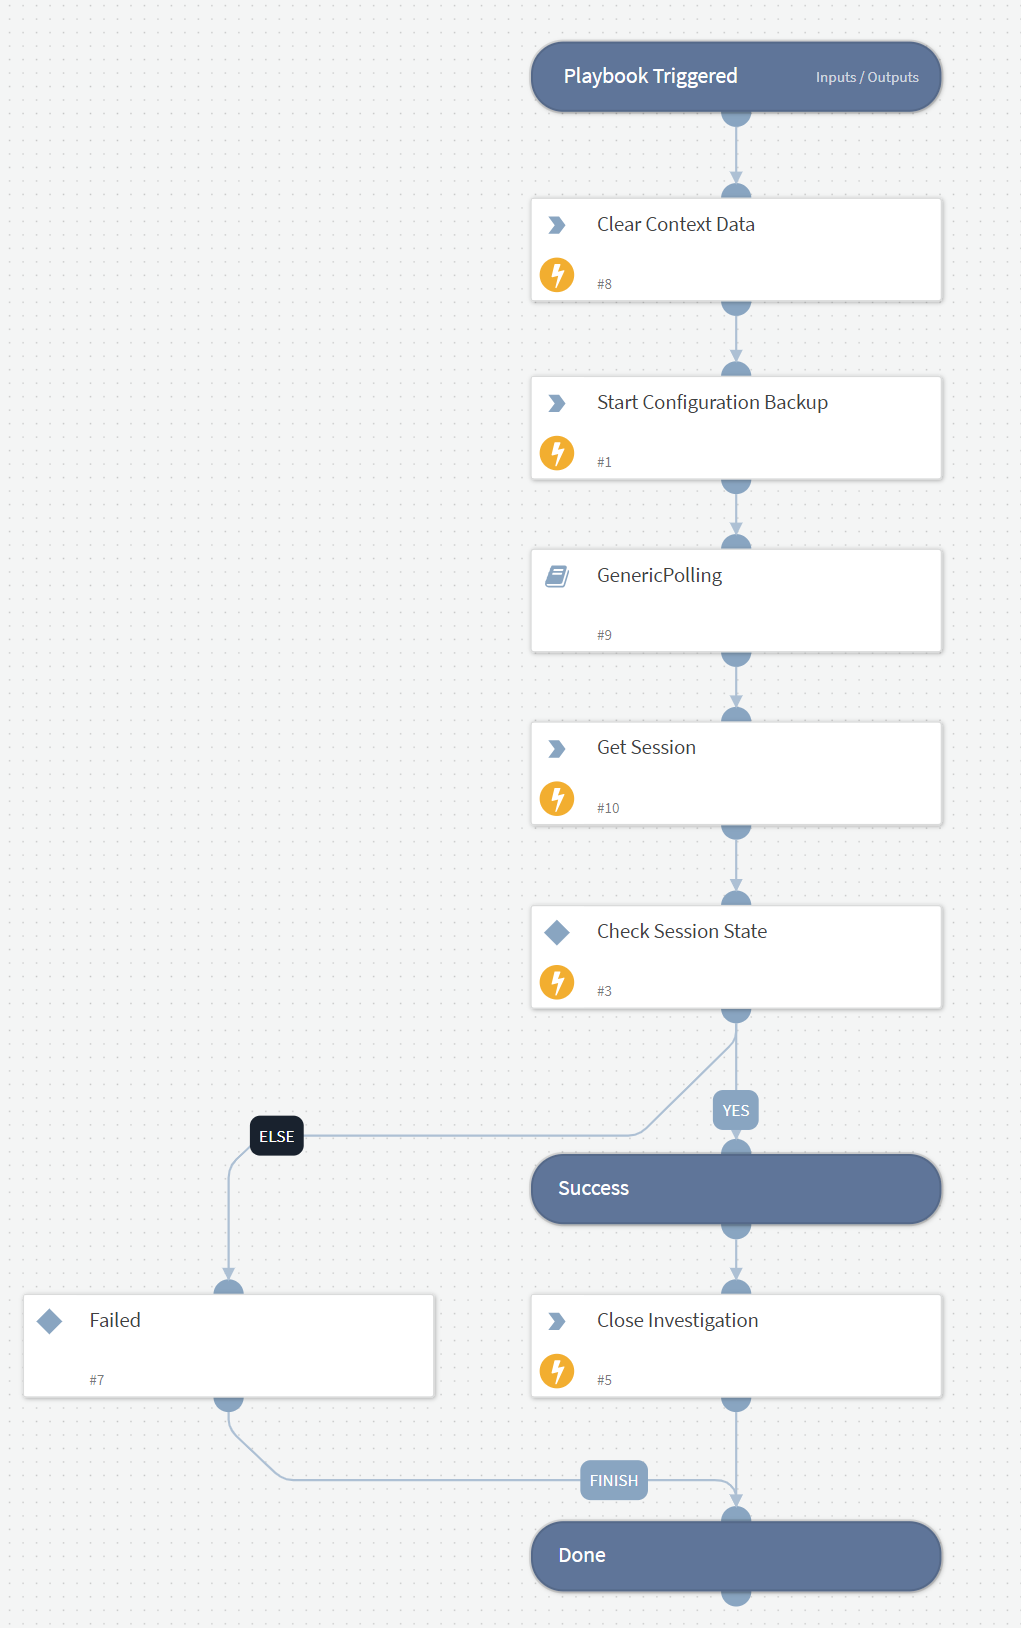 Playbook Triggered Inputs / Outputs
Clear Context Data
#8
Start Configuration Backup
#1
GenericPolling
#9
Get Session
#10
Check Session State
#3
YES
ELSE
Success
Failed
#7
Close Investigation
#5
FINISH
Done